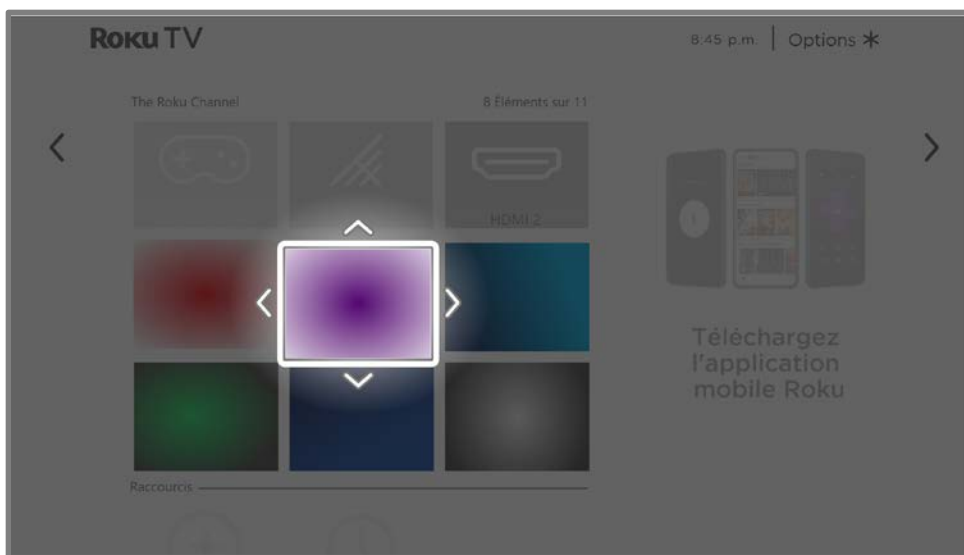 Roku TV
8:45 p.m. | Options
The Roku Channel
8 Éléments sur 11
HDMI 2
Téléchargez
l'application
mobile Roku
Raccourcis